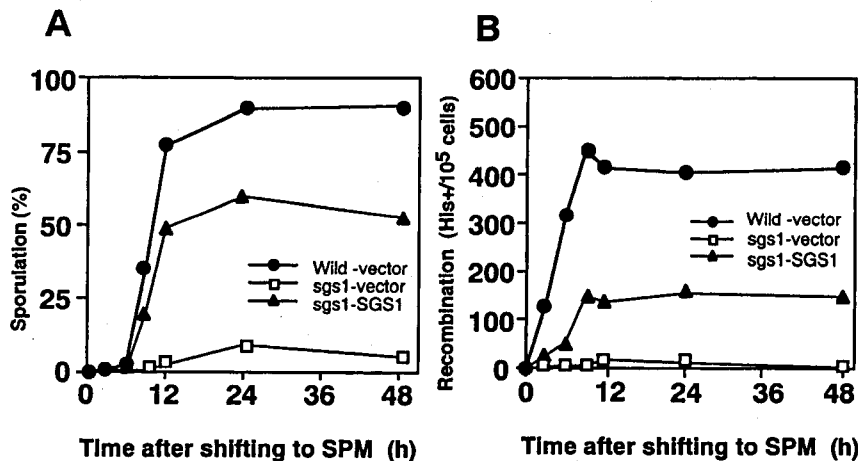 A
100
75
50
25
0
Sporulation (%)
Wild -vector
sgs1-vector
sgs1-SGS1
0 12 24 36 48
Time after shifting to SPM (h)
B
600
500
400
300
200
100
0
Recombination (HIs+/10⁵ cells)
Wild -vector
sgs1-vector
sgs1-SGS1
0 12 24 36 48
Time after shifting to SPM (h)